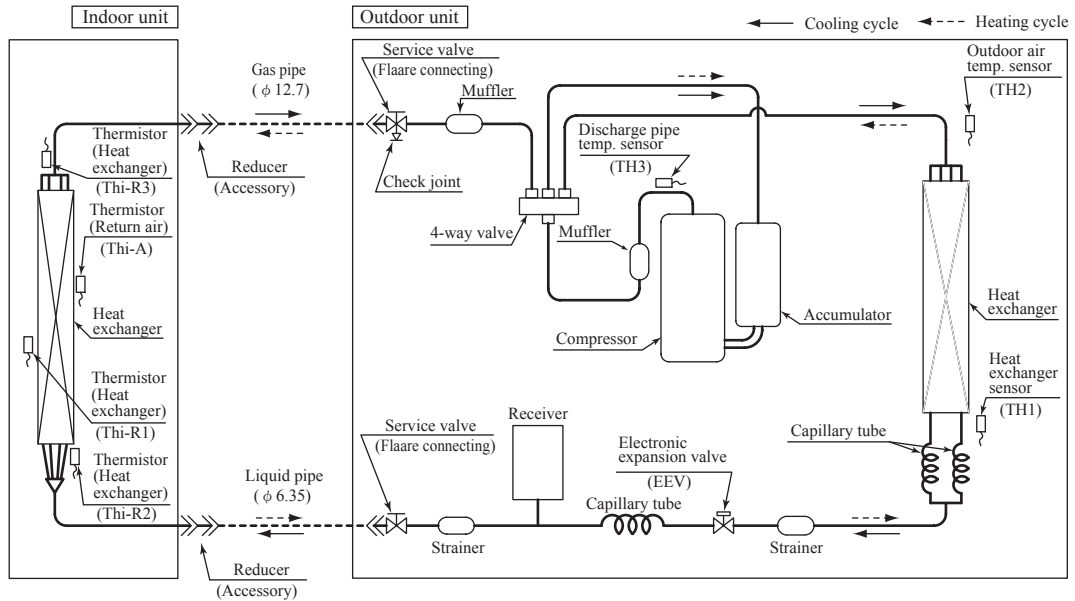 Indoor unit
Outdoor unit
Cooling cycle
Heating cycle
Service valve
(Flaare connecting)
Gas pipe
( ϕ 12.7)
Muffler
Outdoor air
temp. sensor
(TH2)
Thermistor
(Heat
exchanger)
(Thi-R3)
Reducer
(Accessory)
Check joint
Discharge pipe
temp. sensor
(TH3)
Thermistor
(Return air)
(Thi-A)
4-way valve
Muffler
Heat
exchanger
Compressor
Accumulator
Heat
exchanger
Thermistor
(Heat
exchanger)
(Thi-R1)
Heat
exchanger
sensor
(TH1)
Service valve
(Flaare connecting)
Receiver
Electronic
expansion valve
(EEV)
Capillary tube
Thermistor
(Heat
exchanger)
(Thi-R2)
Liquid pipe
( ϕ 6.35)
Capillary tube
Strainer
Strainer
Reducer
(Accessory)